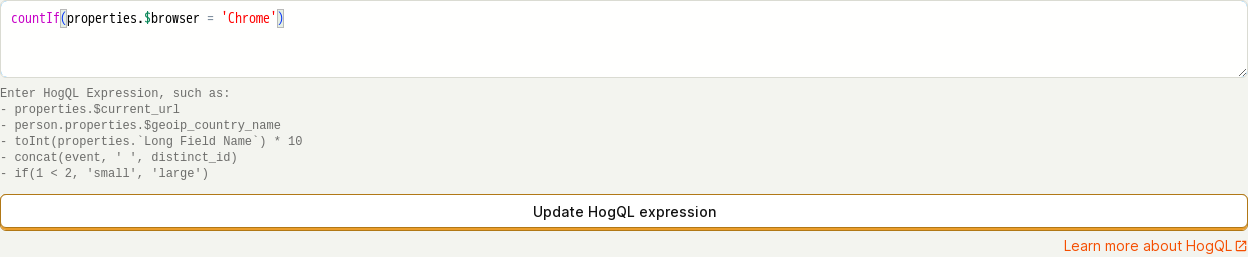 countIf(properties.$browser = 'Chrome')
Enter HogQL Expression, such as:
- properties.$current_url
- person.properties.$geoip_country_name
- toInt(properties.`Long Field Name`) * 10
- concat(event, ' ', distinct_id)
- if(1 < 2, 'small', 'large')
Update HogQL expression
Learn more about HogQL